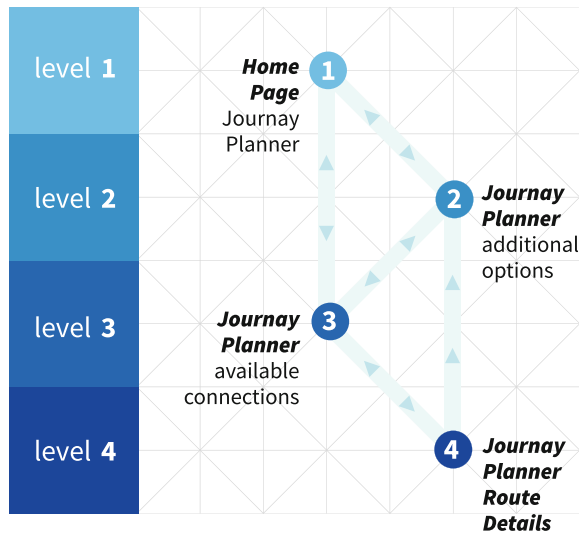 level 1
level 2
level 3
level 4
1
Home
Page
Journay
Planner
2
Journay
Planner
additional
options
3
Journay
Planner
available
connections
4
Journay
Planner
Route
Details